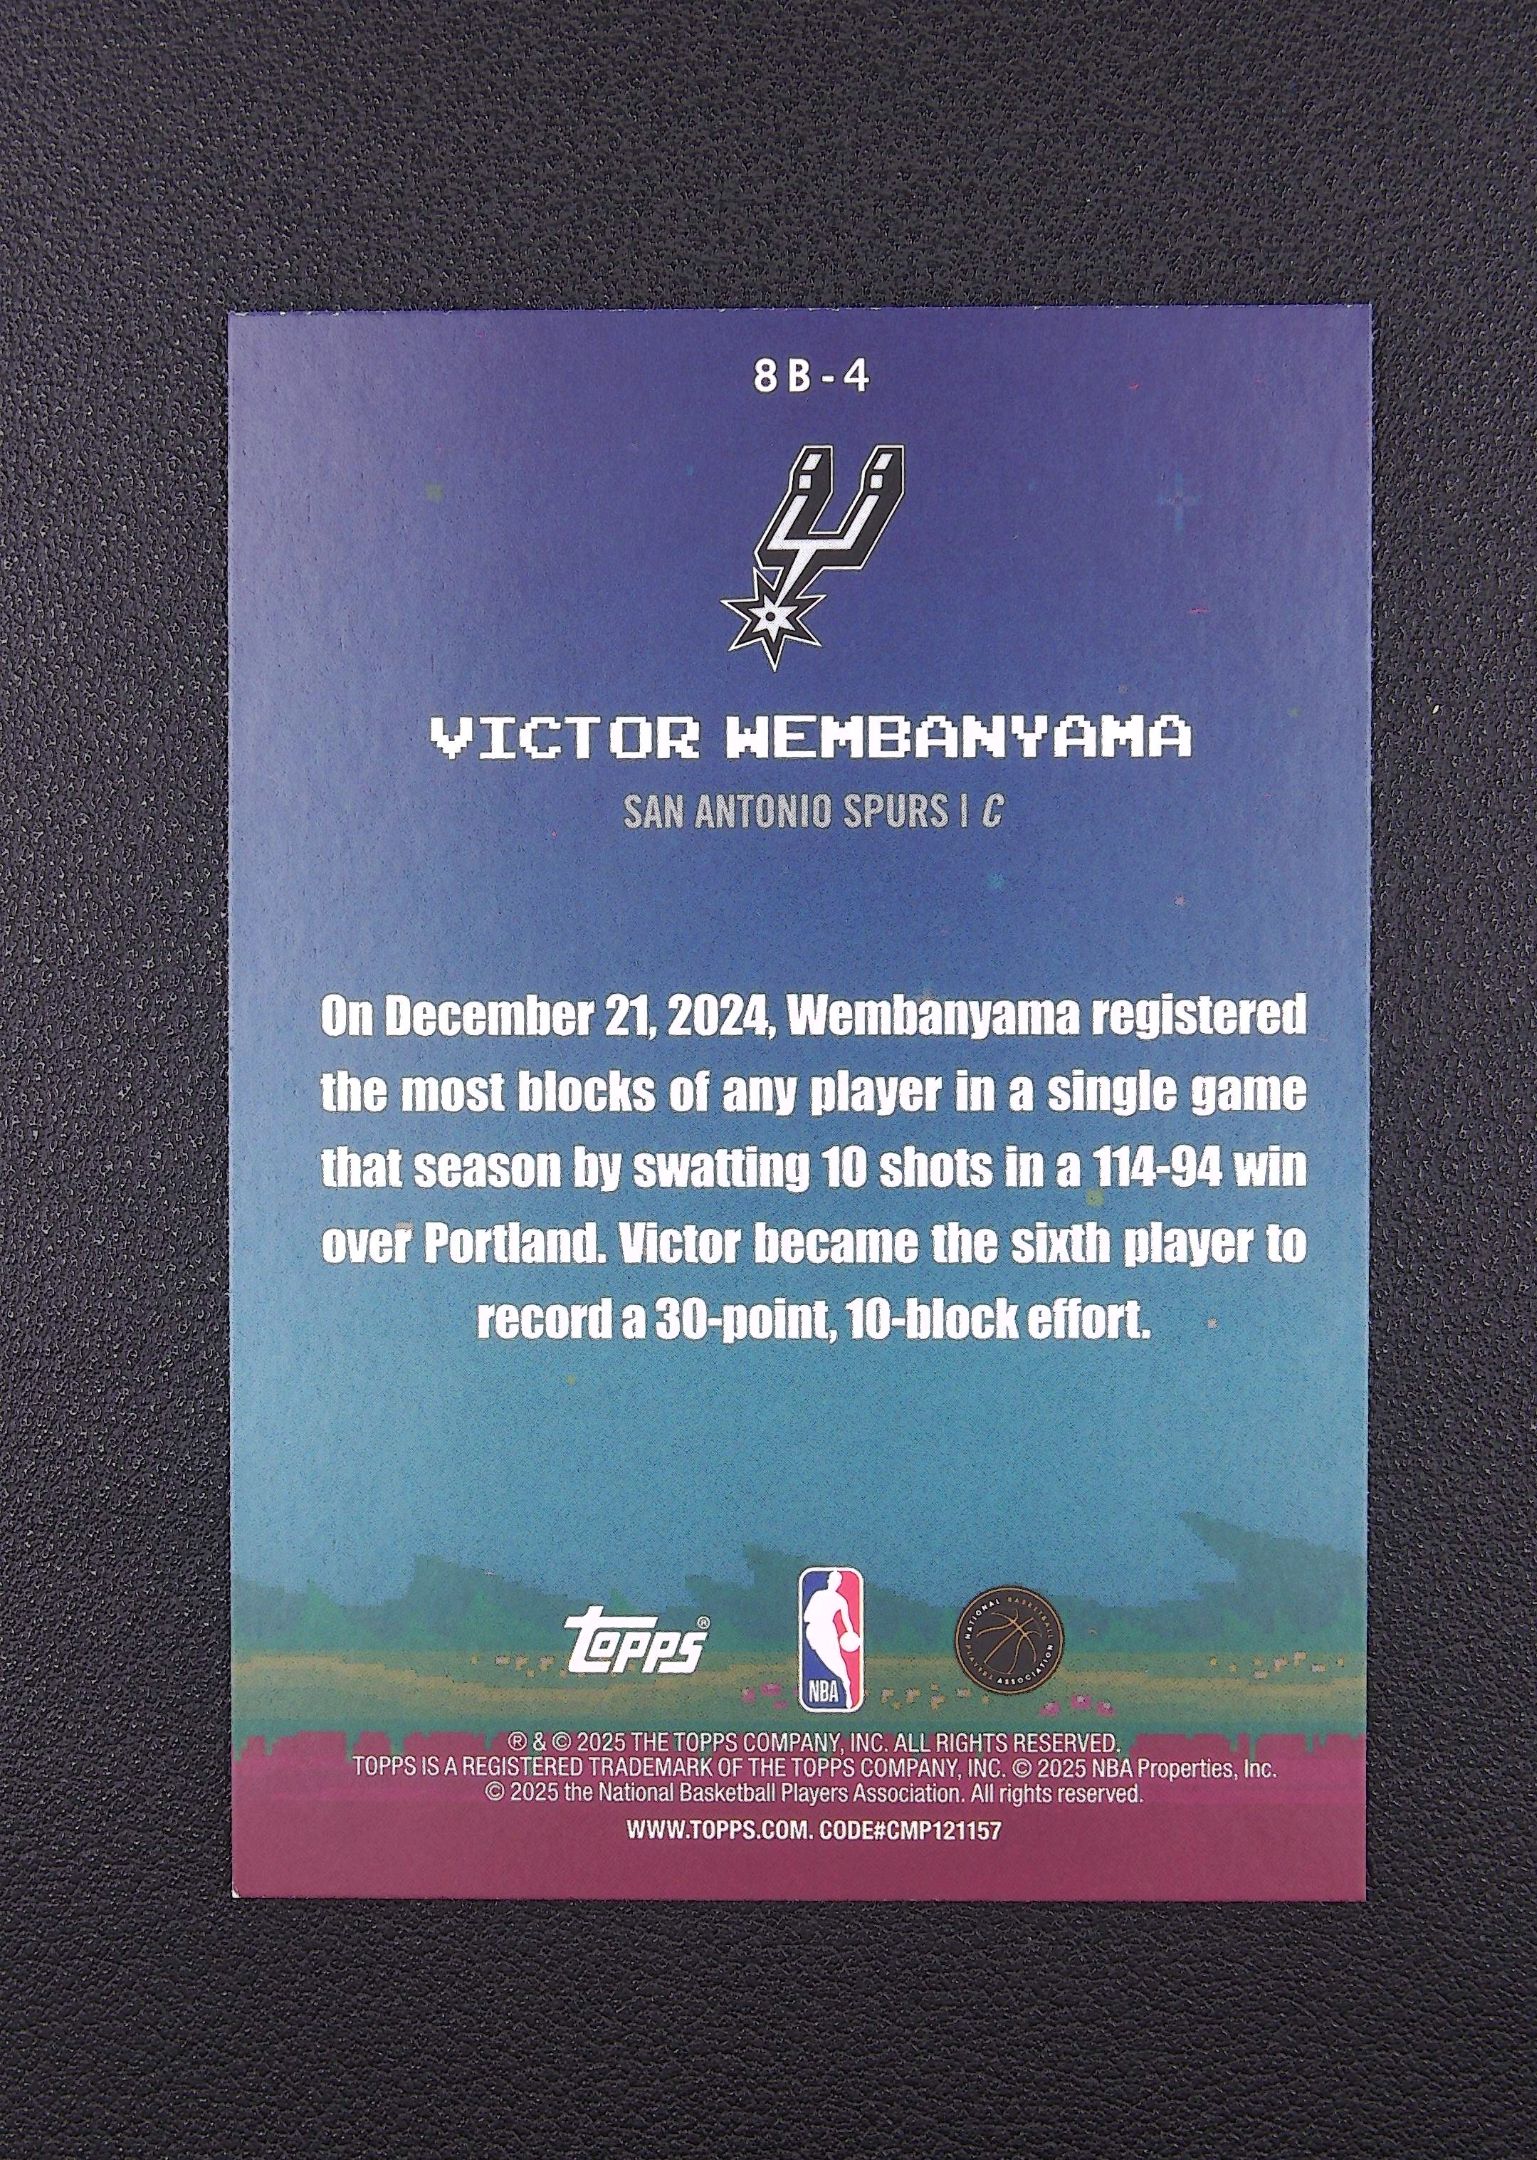 8B-4
VICTOR WEMBANYAMA
SAN ANTONIO SPURS | C
On December 21, 2024, Wembanyama registered
the most blocks of any player in a single game
that season by swatting 10 shots in a 114-94 win
over Portland. Victor became the sixth player to
record a 30-point, 10-block effort.
topps®
NBA
NATIONAL BASKETBALL PLAYERS ASSOCIATION
® & © 2025 THE TOPPS COMPANY, INC. ALL RIGHTS RESERVED.
TOPPS IS A REGISTERED TRADEMARK OF THE TOPPS COMPANY, INC. © 2025 NBA Properties, Inc.
© 2025 the National Basketball Players Association. All rights reserved.
WWW.TOPPS.COM. CODE#CMP121157